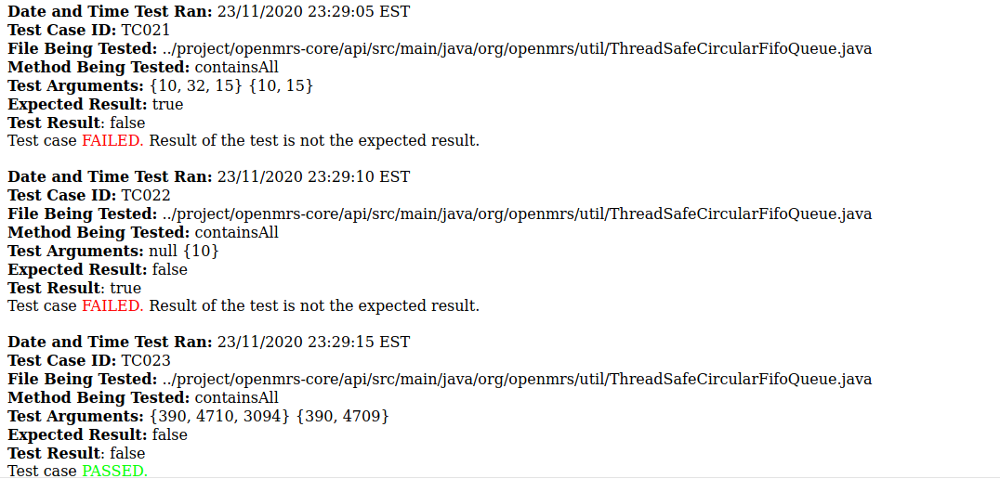 Date and Time Test Ran: 23/11/2020 23:29:05 EST
Test Case ID: TC021
File Being Tested: ../project/openmrs-core/api/src/main/java/org/openmrs/util/ThreadSafeCircularFifoQueue.java
Method Being Tested: containsAll
Test Arguments: {10, 32, 15} {10, 15}
Expected Result: true
Test Result: false
Test case FAILED. Result of the test is not the expected result.
Date and Time Test Ran: 23/11/2020 23:29:10 EST
Test Case ID: TC022
File Being Tested: ../project/openmrs-core/api/src/main/java/org/openmrs/util/ThreadSafeCircularFifoQueue.java
Method Being Tested: containsAll
Test Arguments: null {10}
Expected Result: false
Test Result: true
Test case FAILED. Result of the test is not the expected result.
Date and Time Test Ran: 23/11/2020 23:29:15 EST
Test Case ID: TC023
File Being Tested: ../project/openmrs-core/api/src/main/java/org/openmrs/util/ThreadSafeCircularFifoQueue.java
Method Being Tested: containsAll
Test Arguments: {390, 4710, 3094} {390, 4709}
Expected Result: false
Test Result: false
Test case PASSED.